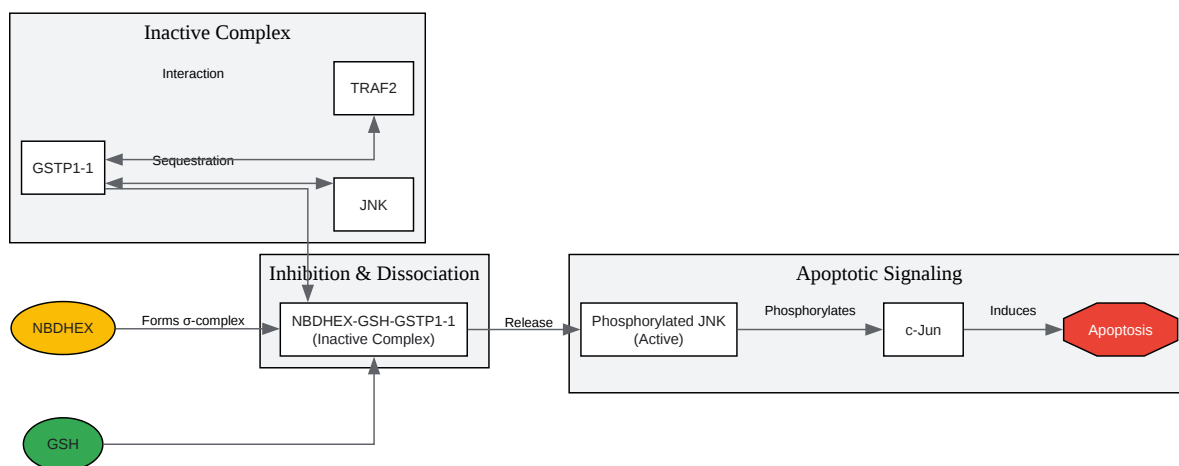 Inactive Complex
Interaction
TRAF2
GSTP1-1
Sequestration
JNK
Inhibition & Dissociation
Apoptotic Signaling
NBDHEX
Forms σ-complex
NBDHEX-GSH-GSTP1-1
(Inactive Complex)
Release
Phosphorylated JNK
(Active)
Phosphorylates
c-Jun
Induces
Apoptosis
GSH